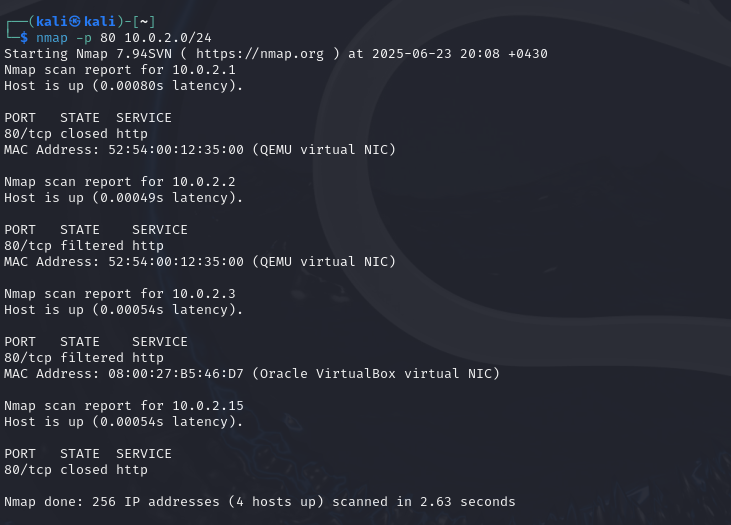 ┌──(kali㉿kali)-[~]
└─$ nmap -p 80 10.0.2.0/24
Starting Nmap 7.94SVN ( https://nmap.org ) at 2025-06-23 20:08 +0430
Nmap scan report for 10.0.2.1
Host is up (0.00080s latency).

PORT   STATE  SERVICE
80/tcp closed http
MAC Address: 52:54:00:12:35:00 (QEMU virtual NIC)

Nmap scan report for 10.0.2.2
Host is up (0.00049s latency).

PORT   STATE    SERVICE
80/tcp filtered http
MAC Address: 52:54:00:12:35:00 (QEMU virtual NIC)

Nmap scan report for 10.0.2.3
Host is up (0.00054s latency).

PORT   STATE    SERVICE
80/tcp filtered http
MAC Address: 08:00:27:B5:46:D7 (Oracle VirtualBox virtual NIC)

Nmap scan report for 10.0.2.15
Host is up (0.00054s latency).

PORT   STATE  SERVICE
80/tcp closed http

Nmap done: 256 IP addresses (4 hosts up) scanned in 2.63 seconds